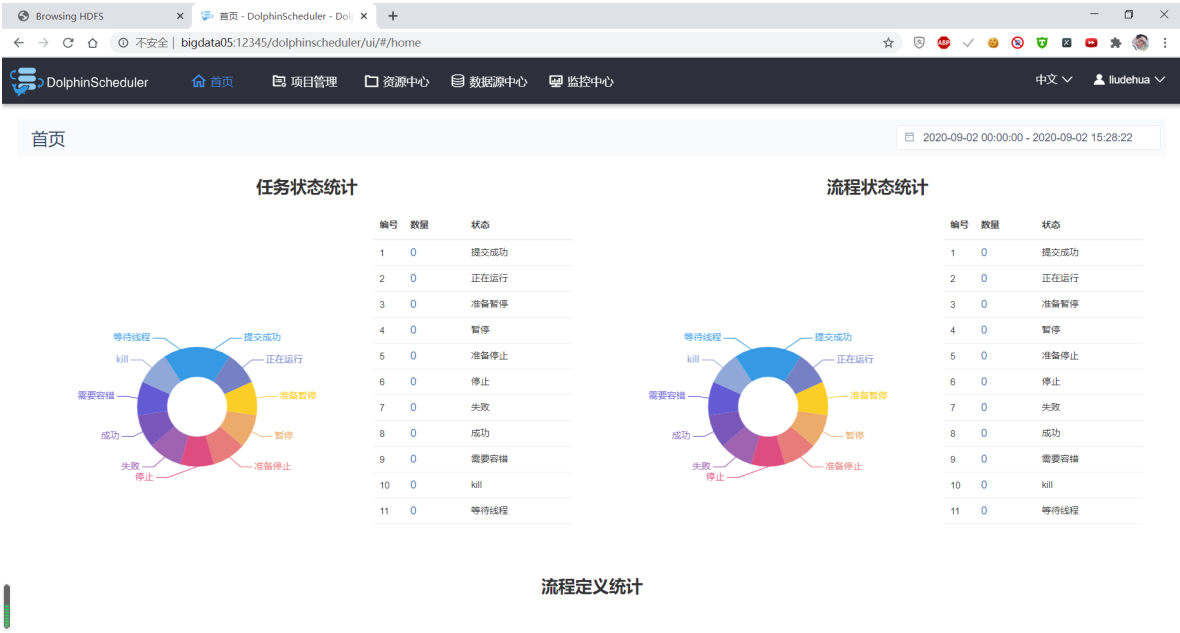 Browsing HDFS
首页 - DolphinScheduler - Dol
不安全 | bigdata05:12345/dolphinscheduler/ui/#/home
DolphinScheduler 首页 项目管理 资源中心 数据源中心 监控中心 中文 liudehua
首页 2020-09-02 00:00:00 - 2020-09-02 15:28:22
任务状态统计
等待线程 提交成功
kill 正在运行
需要容错 准备暂停
成功 暂停
失败 准备停止
停止
编号 数量 状态
1 0 提交成功
2 0 正在运行
3 0 准备暂停
4 0 暂停
5 0 准备停止
6 0 停止
7 0 失败
8 0 成功
9 0 需要容错
10 0 kill
11 0 等待线程
流程状态统计
等待线程 提交成功
kill 正在运行
需要容错 准备暂停
成功 暂停
失败 准备停止
停止
编号 数量 状态
1 0 提交成功
2 0 正在运行
3 0 准备暂停
4 0 暂停
5 0 准备停止
6 0 停止
7 0 失败
8 0 成功
9 0 需要容错
10 0 kill
11 0 等待线程
流程定义统计